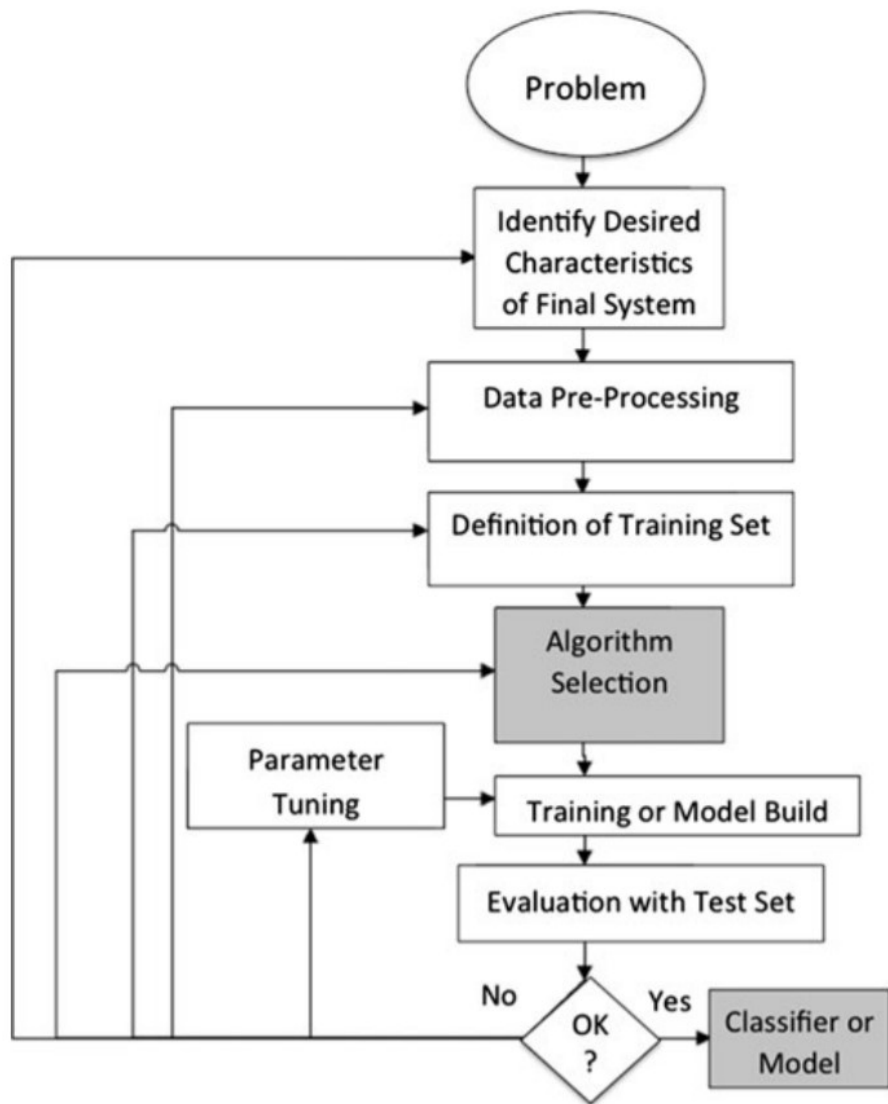 Problem
Identify Desired
Characteristics
of Final System
Data Pre-Processing
Definition of Training Set
Algorithm
Selection
Parameter
Tuning
Training or Model Build
Evaluation with Test Set
No
OK
?
Yes
Classifier or
Model